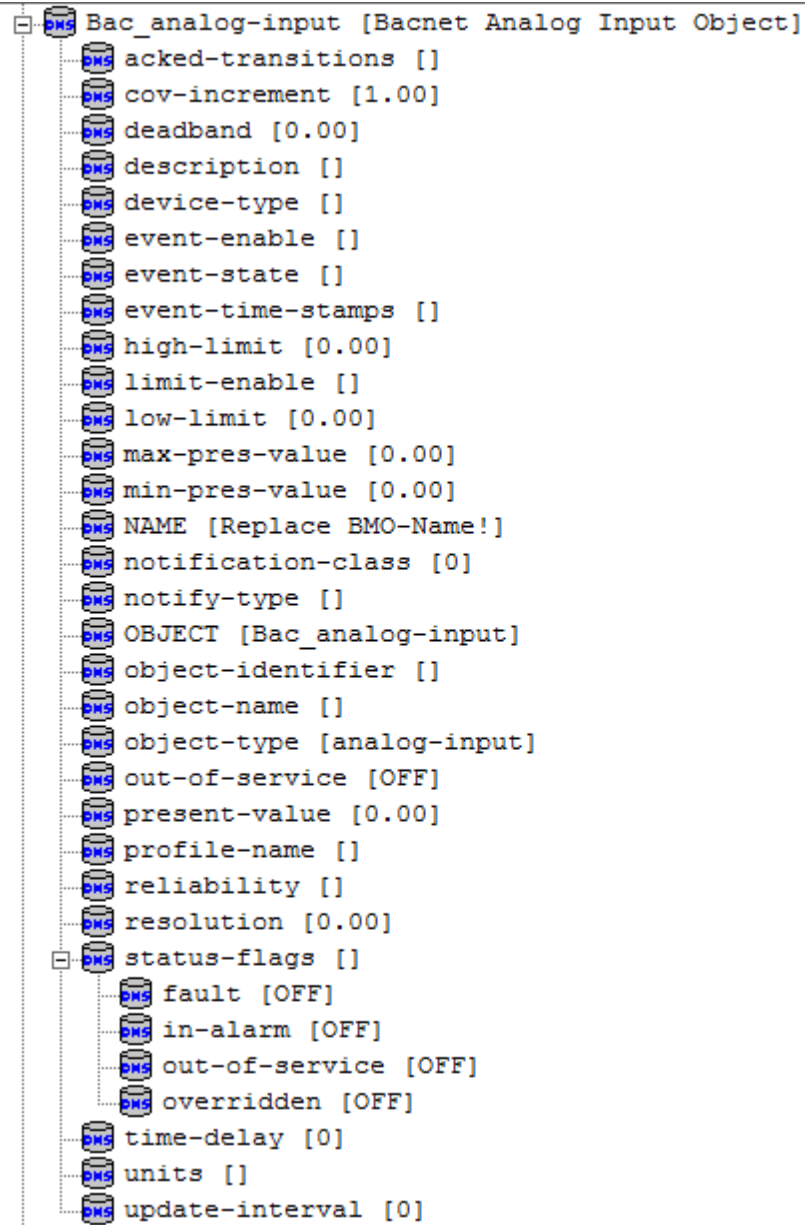 Bac_analog-input [Bacnet Analog Input Object]
acked-transitions []
cov-increment [1.00]
deadband [0.00]
description []
device-type []
event-enable []
event-state []
event-time-stamps []
high-limit [0.00]
limit-enable []
low-limit [0.00]
max-pres-value [0.00]
min-pres-value [0.00]
NAME [Replace BMO-Name!]
notification-class [0]
notify-type []
OBJECT [Bac_analog-input]
object-identifier []
object-name []
object-type [analog-input]
out-of-service [OFF]
present-value [0.00]
profile-name []
reliability []
resolution [0.00]
status-flags []
fault [OFF]
in-alarm [OFF]
out-of-service [OFF]
overridden [OFF]
time-delay [0]
units []
update-interval [0]